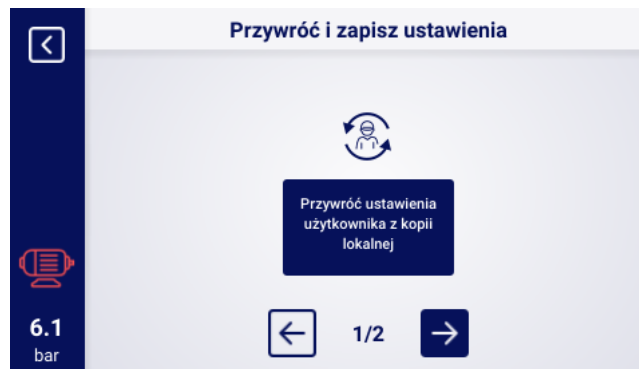 Przywróć i zapisz ustawienia
Przywróć ustawienia
użytkownika z kopii
lokalnej
1/2
6.1
bar